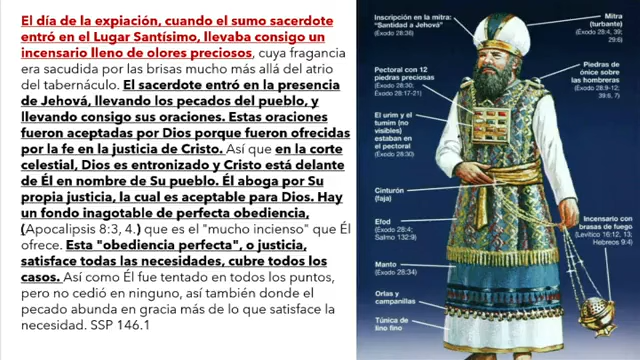 El día de la expiación, cuando el sumo sacerdote
entró en el Lugar Santísimo, llevaba consigo un
incensario lleno de olores preciosos, cuya fragancia
era sacudida por las brisas mucho más allá del atrio
del tabernáculo. El sacerdote entró en la presencia
de Jehová, llevando los pecados del pueblo, y
llevando consigo sus oraciones. Estas oraciones
fueron aceptadas por Dios porque fueron ofrecidas
por la fe en la justicia de Cristo. Así que en la corte
celestial, Dios es entronizado y Cristo está delante
de Él en nombre de Su pueblo. Él aboga por Su
propia justicia, la cual es aceptable para Dios. Hay
un fondo inagotable de perfecta obediencia,
(Apocalipsis 8:3, 4.) que es el "mucho incienso" que Él
ofrece. Esta "obediencia perfecta", o justicia,
satisface todas las necesidades, cubre todos los
casos. Así como Él fue tentado en todos los puntos,
pero no cedió en ninguno, así también donde el
pecado abunda en gracia más de lo que satisface la
necesidad. SSP 146.1
Inscripción en la mitra:
"Santidad a Jehová"
(Éxodo 28:36)
Pectoral con 12
piedras preciosas
(Éxodo 28:30,
Éxodo 29:17-21)
El urim y el
tumim (no
visibles)
estaban en
el pectoral
(Éxodo 28:30)
Cinturón
(faja)
Efod
(Éxodo 28:4;
Salmo 132:9)
Manto
(Éxodo 28:34)
Orlas y
campanillas
Túnica de
lino fino
Mitra
(turbante)
(Éxodo 28:4, 39;
29:6)
Piedras de
ónice sobre
las hombreras
(Éxodo 28:9-12;
39:6, 7)
Incensario con
brasas de fuego
(Levítico 16:12, 13;
Hebreos 9:4)